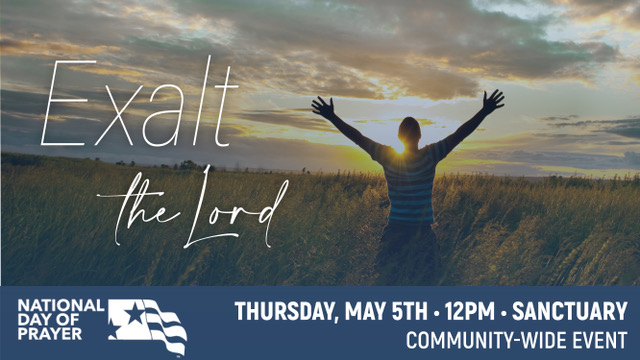 Exalt
the Lord
NATIONAL
DAY OF
PRAYER
THURSDAY, MAY 5TH • 12PM • SANCTUARY
COMMUNITY-WIDE EVENT